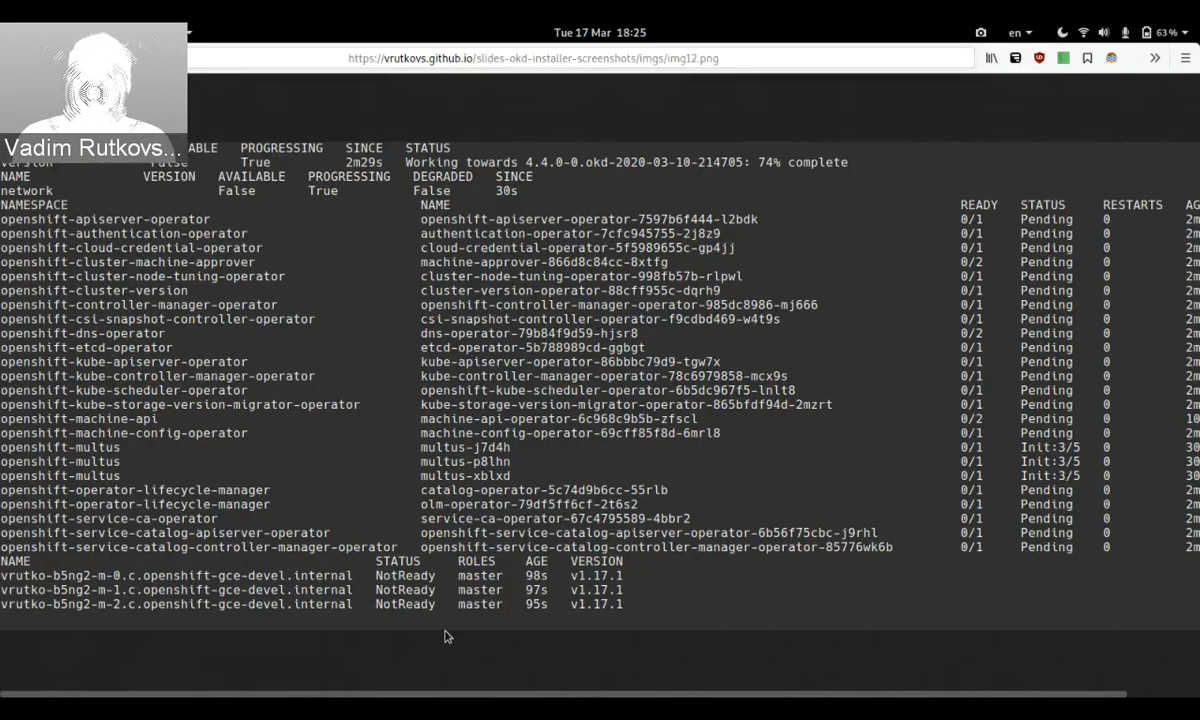 Tue 17 Mar 18:25 en 63%
https://vrutkovs.github.io/slides-okd-installer-screenshots/imgs/img12.png
Vadim Rutkovs...
ABLE PROGRESSING SINCE STATUS
version False True 2m29s Working towards 4.4.0-0.okd-2020-03-10-214705: 74% complete
NAME VERSION AVAILABLE PROGRESSING DEGRADED SINCE
network False True False 30s
NAMESPACE NAME READY STATUS RESTARTS AG
openshift-apiserver-operator openshift-apiserver-operator-7597b6f444-l2bdk 0/1 Pending 0 2m
openshift-authentication-operator authentication-operator-7cfc945755-2j8z9 0/1 Pending 0 2m
openshift-cloud-credential-operator cloud-credential-operator-5f5989655c-gp4jj 0/1 Pending 0 2m
openshift-cluster-machine-approver machine-approver-866d8c84cc-8xtfg 0/2 Pending 0 2m
openshift-cluster-node-tuning-operator cluster-node-tuning-operator-998fb57b-rlpwl 0/1 Pending 0 2m
openshift-cluster-version cluster-version-operator-88cff955c-dqrh9 0/1 Pending 0 2m
openshift-controller-manager-operator openshift-controller-manager-operator-985dc8986-mj666 0/1 Pending 0 2m
openshift-csi-snapshot-controller-operator csi-snapshot-controller-operator-f9cdbd469-w4t9s 0/1 Pending 0 2m
openshift-dns-operator dns-operator-79b84f9d59-hjsr8 0/2 Pending 0 2m
openshift-etcd-operator etcd-operator-5b788989cd-ggbgt 0/1 Pending 0 2m
openshift-kube-apiserver-operator kube-apiserver-operator-86bbbc79d9-tgw7x 0/1 Pending 0 2m
openshift-kube-controller-manager-operator kube-controller-manager-operator-78c6979858-mcx9s 0/1 Pending 0 2m
openshift-kube-scheduler-operator openshift-kube-scheduler-operator-6b5dc967f5-lnlt8 0/1 Pending 0 2m
openshift-kube-storage-version-migrator-operator kube-storage-version-migrator-operator-865bfdf94d-2mzrt 0/1 Pending 0 2m
openshift-machine-api machine-api-operator-6c968c9b5b-zfscl 0/2 Pending 0 10
openshift-machine-config-operator machine-config-operator-69cff85f8d-6mrl8 0/1 Pending 0 2m
openshift-multus multus-j7d4h 0/1 Init:3/5 0 30
openshift-multus multus-p8lhn 0/1 Init:3/5 0 30
openshift-multus multus-xblxd 0/1 Init:3/5 0 30
openshift-operator-lifecycle-manager catalog-operator-5c74d9b6cc-55rlb 0/1 Pending 0 2m
openshift-operator-lifecycle-manager olm-operator-79df5ff6cf-2t6s2 0/1 Pending 0 2m
openshift-service-ca-operator service-ca-operator-67c4795589-4bbr2 0/1 Pending 0 2m
openshift-service-catalog-apiserver-operator openshift-service-catalog-apiserver-operator-6b56f75cbc-j9rhl 0/1 Pending 0 2m
openshift-service-catalog-controller-manager-operator openshift-service-catalog-controller-manager-operator-85776wk6b 0/1 Pending 0 2m
NAME STATUS ROLES AGE VERSION
vrutko-b5ng2-m-0.c.openshift-gce-devel.internal NotReady master 98s v1.17.1
vrutko-b5ng2-m-1.c.openshift-gce-devel.internal NotReady master 97s v1.17.1
vrutko-b5ng2-m-2.c.openshift-gce-devel.internal NotReady master 95s v1.17.1